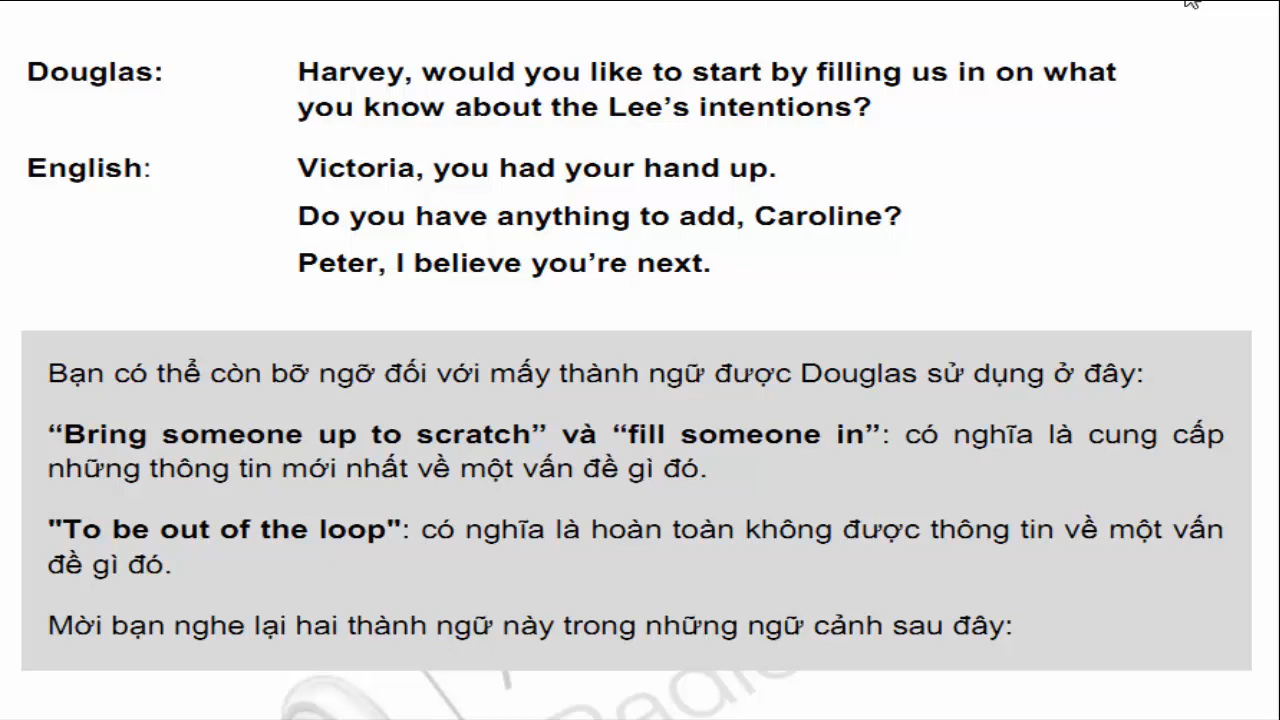 Douglas: Harvey, would you like to start by filling us in on what
you know about the Lee’s intentions?
English: Victoria, you had your hand up.
Do you have anything to add, Caroline?
Peter, I believe you’re next.
Bạn có thể còn bỡ ngỡ đối với mấy thành ngữ được Douglas sử dụng ở đây:
“Bring someone up to scratch” và “fill someone in”: có nghĩa là cung cấp
những thông tin mới nhất về một vấn đề gì đó.
"To be out of the loop": có nghĩa là hoàn toàn không được thông tin về một vấn
đề gì đó.
Mời bạn nghe lại hai thành ngữ này trong những ngữ cảnh sau đây:
Radio